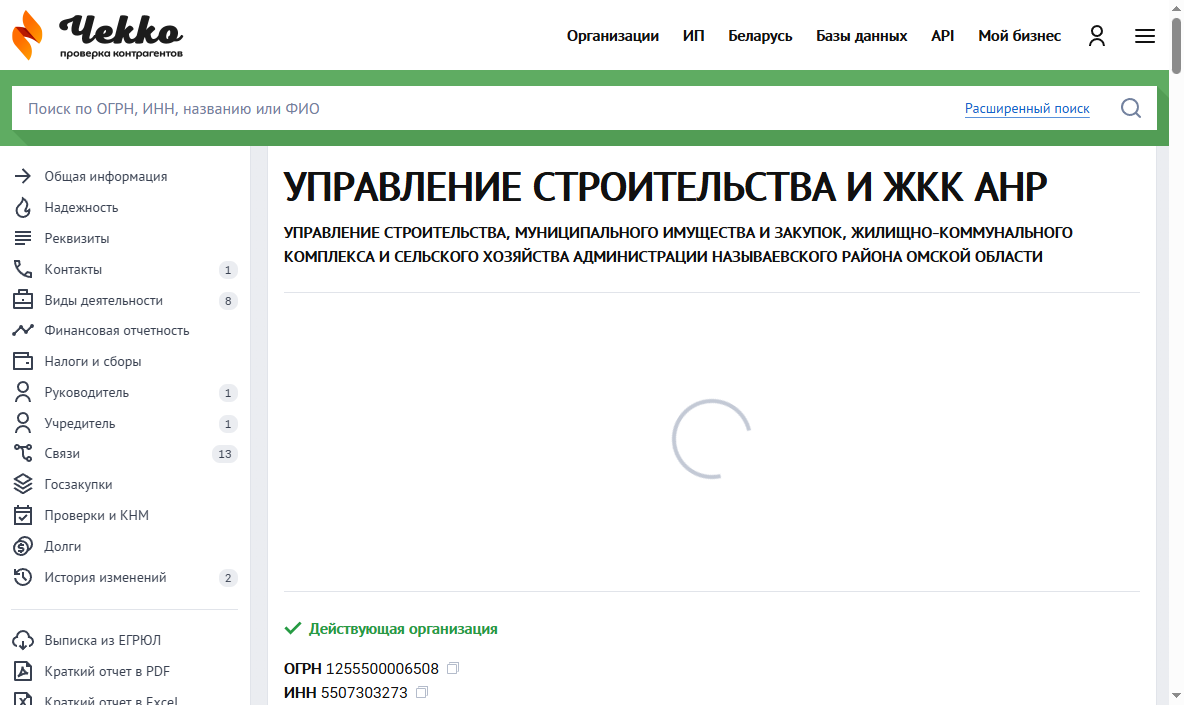 Чекко
проверка контрагентов
Организации ИП Беларусь Базы данных API Мой бизнес
Поиск по ОГРН, ИНН, названию или ФИО Расширенный поиск
Общая информация
Надежность
Реквизиты
Контакты 1
Виды деятельности 8
Финансовая отчетность
Налоги и сборы
Руководитель 1
Учредитель 1
Связи 13
Госзакупки
Проверки и КНМ
Долги
История изменений 2
Выписка из ЕГРЮЛ
Краткий отчет в PDF
Краткий отчет в Excel
УПРАВЛЕНИЕ СТРОИТЕЛЬСТВА И ЖКК АНР
УПРАВЛЕНИЕ СТРОИТЕЛЬСТВА, МУНИЦИПАЛЬНОГО ИМУЩЕСТВА И ЗАКУПОК, ЖИЛИЩНО-КОММУНАЛЬНОГО
КОМПЛЕКСА И СЕЛЬСКОГО ХОЗЯЙСТВА АДМИНИСТРАЦИИ НАЗЫВАЕВСКОГО РАЙОНА ОМСКОЙ ОБЛАСТИ
Действующая организация
ОГРН 1255500006508
ИНН 5507303273